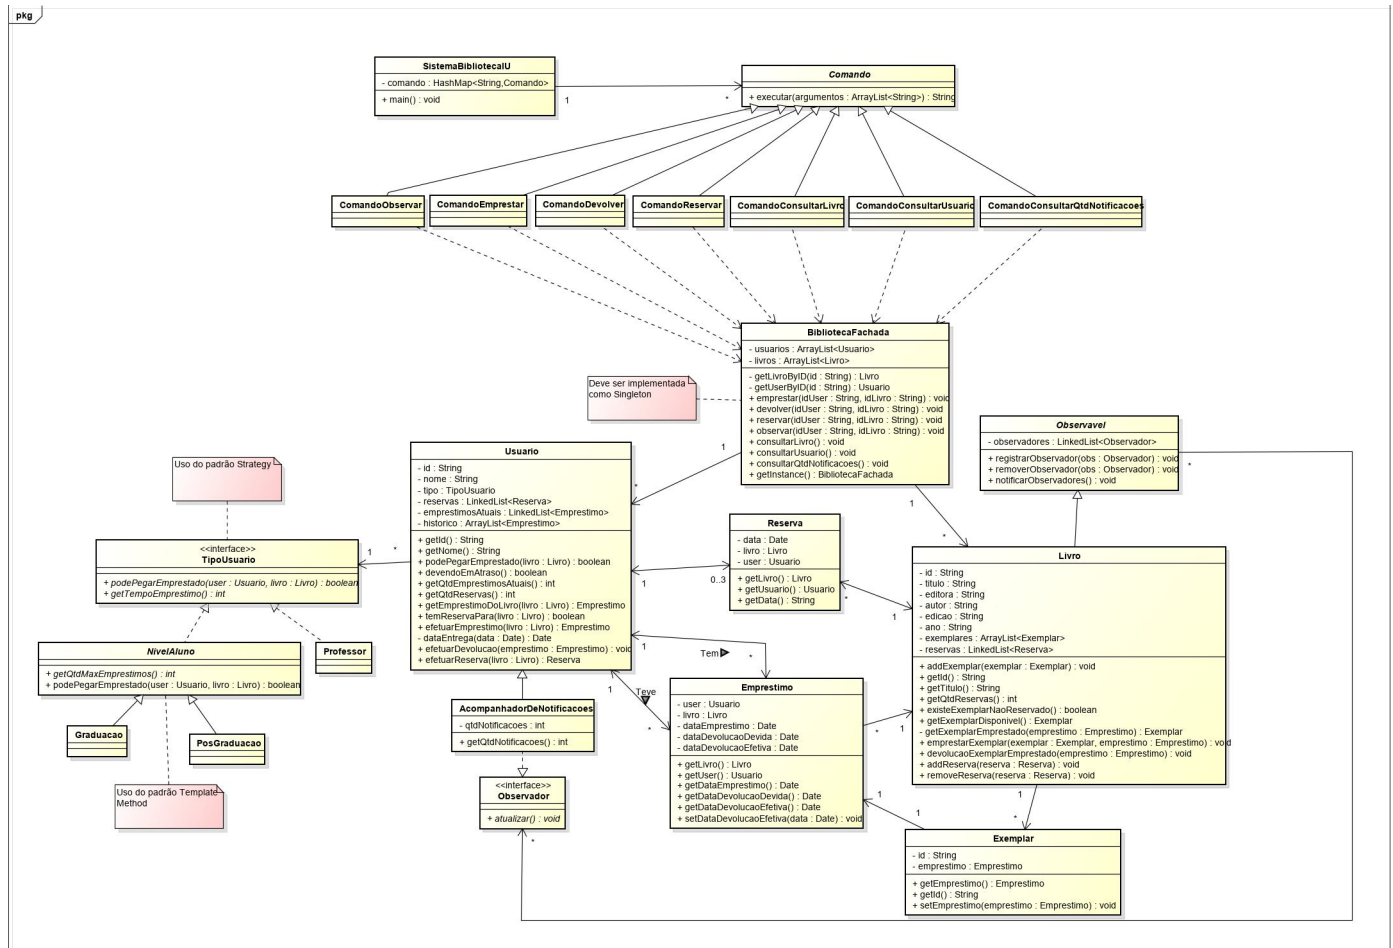 pkg
SistemaBibliotecaIU
- comando : HashMap<String,Comando>
+ main() : void
1
*
Comando
+ executar(argumentos : ArrayList<String>) : String
ComandoObservar
ComandoEmprestar
ComandoDevolver
ComandoReservar
ComandoConsultarLivro
ComandoConsultarUsuario
ComandoConsultarQtdNotificacoes
BibliotecaFachada
- usuarios : ArrayList<Usuario>
- livros : ArrayList<Livro>
- getLivroByID(id : String) : Livro
- getUserByID(id : String) : Usuario
+ emprestar(idUser : String, idLivro : String) : void
+ devolver(idUser : String, idLivro : String) : void
+ reservar(idUser : String, idLivro : String) : void
+ observar(idUser : String, idLivro : String) : void
+ consultarLivro() : void
+ consultarUsuario() : void
+ consultarQtdNotificacoes() : void
+ getInstance() : BibliotecaFachada
Deve ser implementada
como Singleton
1
*
1
*
Observavel
- observadores : LinkedList<Observador>
+ registrarObservador(obs : Observador) : void
+ removerObservador(obs : Observador) : void
+ notificarObservadores() : void
*
Usuario
- id : String
- nome : String
- tipo : TipoUsuario
- reservas : LinkedList<Reserva>
- emprestimosAtuais : LinkedList<Emprestimo>
- historico : ArrayList<Emprestimo>
+ getId() : String
+ getNome() : String
+ podePegarEmprestado(livro : Livro) : boolean
+ devendoEmAtraso() : boolean
+ getQtdEmprestimosAtuais() : int
+ getQtdReservas() : int
+ getEmprestimoDoLivro(livro : Livro) : Emprestimo
+ temReservaPara(livro : Livro) : boolean
+ efetuarEmprestimo(livro : Livro) : Emprestimo
- dataEntrega(data : Date) : Date
+ efetuarDevolucao(emprestimo : Emprestimo) : void
+ efetuarReserva(livro : Livro) : Reserva
Uso do padrão Strategy
<<interface>>
TipoUsuario
+ podePegarEmprestado(user : Usuario, livro : Livro) : boolean
+ getTempoEmprestimo() : int
1
*
NivelAluno
+ getQtdMaxEmprestimos() : int
+ podePegarEmprestado(user : Usuario, livro : Livro) : boolean
Professor
Graduacao
PosGraduacao
Uso do padrão Template
Method
Reserva
- data : Date
- livro : Livro
- user : Usuario
+ getLivro() : Livro
+ getUsuario() : Usuario
+ getData() : String
1
0..3
*
1
Livro
- id : String
- titulo : String
- editora : String
- autor : String
- edicao : String
- ano : String
- exemplares : ArrayList<Exemplar>
- reservas : LinkedList<Reserva>
+ addExemplar(exemplar : Exemplar) : void
+ getId() : String
+ getTitulo() : String
+ getQtdReservas() : int
+ existeExemplarNaoReservado() : boolean
+ getExemplarDisponivel() : Exemplar
- getExemplarEmprestado(emprestimo : Emprestimo) : Exemplar
+ emprestarExemplar(exemplar : Exemplar, emprestimo : Emprestimo) : void
+ devolucaoExemplarEmprestado(emprestimo : Emprestimo) : void
+ addReserva(reserva : Reserva) : void
+ removeReserva(reserva : Reserva) : void
1
Tem
*
1
Teve
*
AcompanhadorDeNotificacoes
- qtdNotificacoes : int
+ getQtdNotificacoes() : int
<<interface>>
Observador
+ atualizar() : void
*
Emprestimo
- user : Usuario
- livro : Livro
- dataEmprestimo : Date
- dataDevolucaoDevida : Date
- dataDevolucaoEfetiva : Date
+ getLivro() : Livro
+ getUser() : Usuario
+ getDataEmprestimo() : Date
+ getDataDevolucaoDevida() : Date
+ getDataDevolucaoEfetiva() : Date
+ setDataDevolucaoEfetiva(data : Date) : void
*
1
1
*
1
1
Exemplar
- id : String
- emprestimo : Emprestimo
+ getEmprestimo() : Emprestimo
+ getId() : String
+ setEmprestimo(emprestimo : Emprestimo) : void